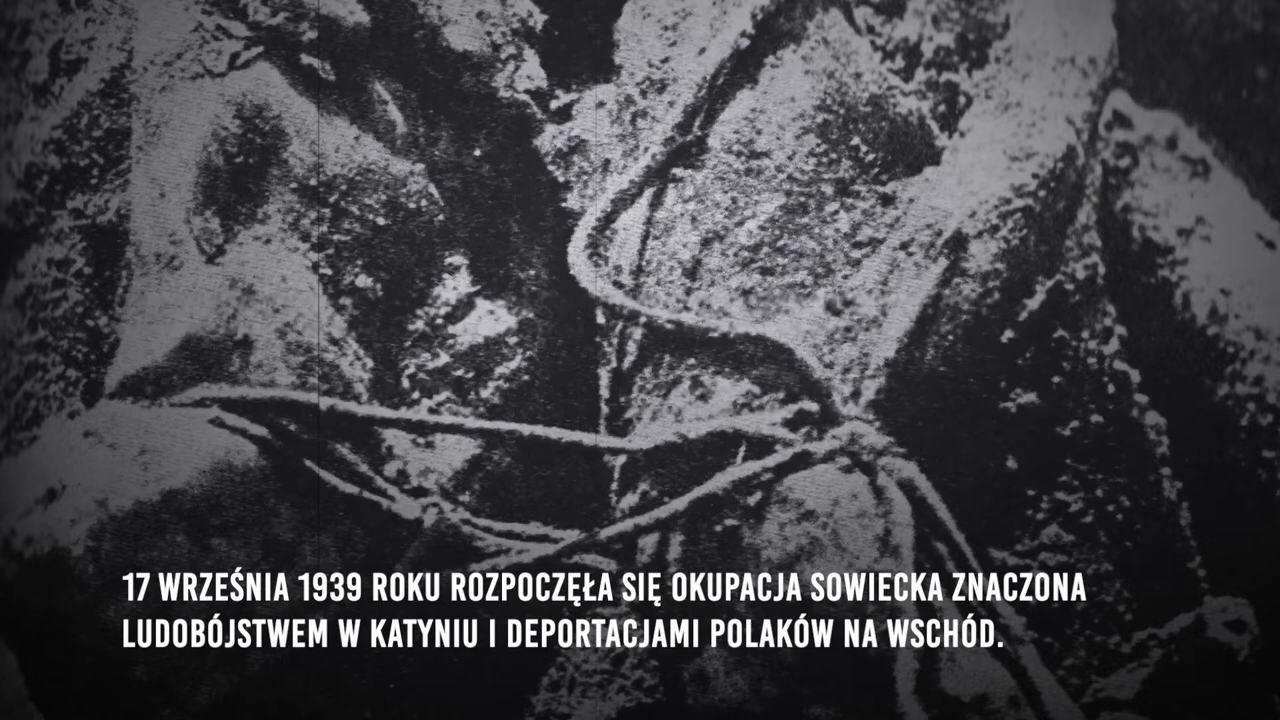 17 WRZEŚNIA 1939 ROKU ROZPOCZĘŁA SIĘ OKUPACJA SOWIECKA ZNACZONA
LUDOBÓJSTWEM W KATYNIU I DEPORTACJAMI POLAKÓW NA WSCHÓD.